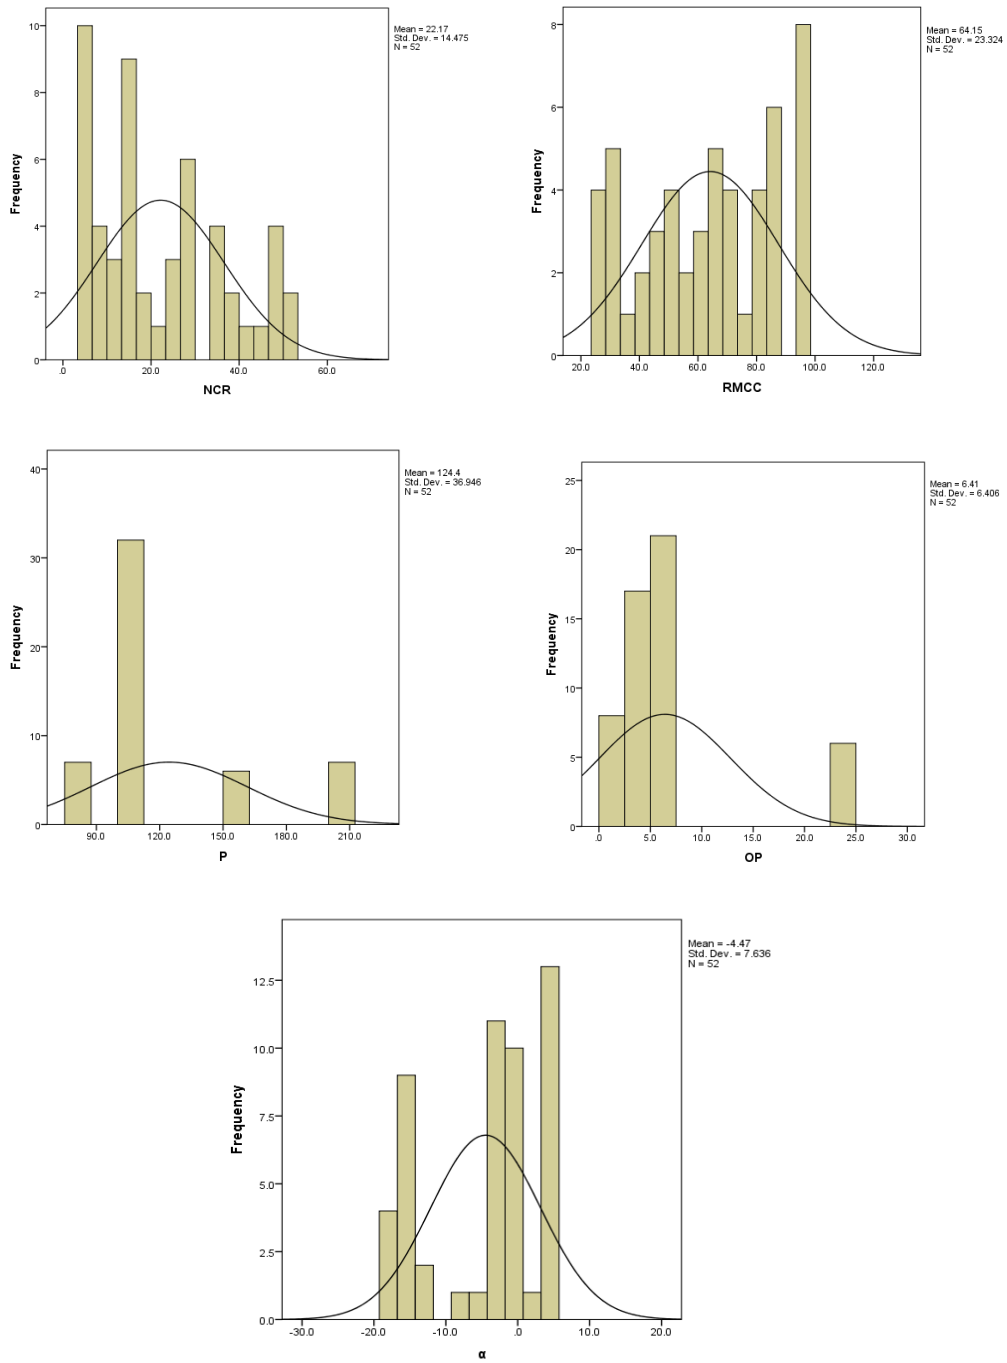 Mean = 22.17
Std. Dev. = 14.475
N = 52
10
8
6
4
2
0
Frequency
.0 20.0 40.0 60.0
NCR
Mean = 64.15
Std. Dev. = 23.324
N = 52
8
6
4
2
0
Frequency
20.0 40.0 60.0 80.0 100.0 120.0
RMCC
Mean = 124.4
Std. Dev. = 36.946
N = 52
40
30
20
10
0
Frequency
90.0 120.0 150.0 180.0 210.0
P
Mean = 6.41
Std. Dev. = 6.406
N = 52
25
20
15
10
5
0
Frequency
.0 5.0 10.0 15.0 20.0 25.0 30.0
OP
Mean = -4.47
Std. Dev. = 7.636
N = 52
12.5
10.0
7.5
5.0
2.5
0.0
Frequency
-30.0 -20.0 -10.0 .0 10.0 20.0
α